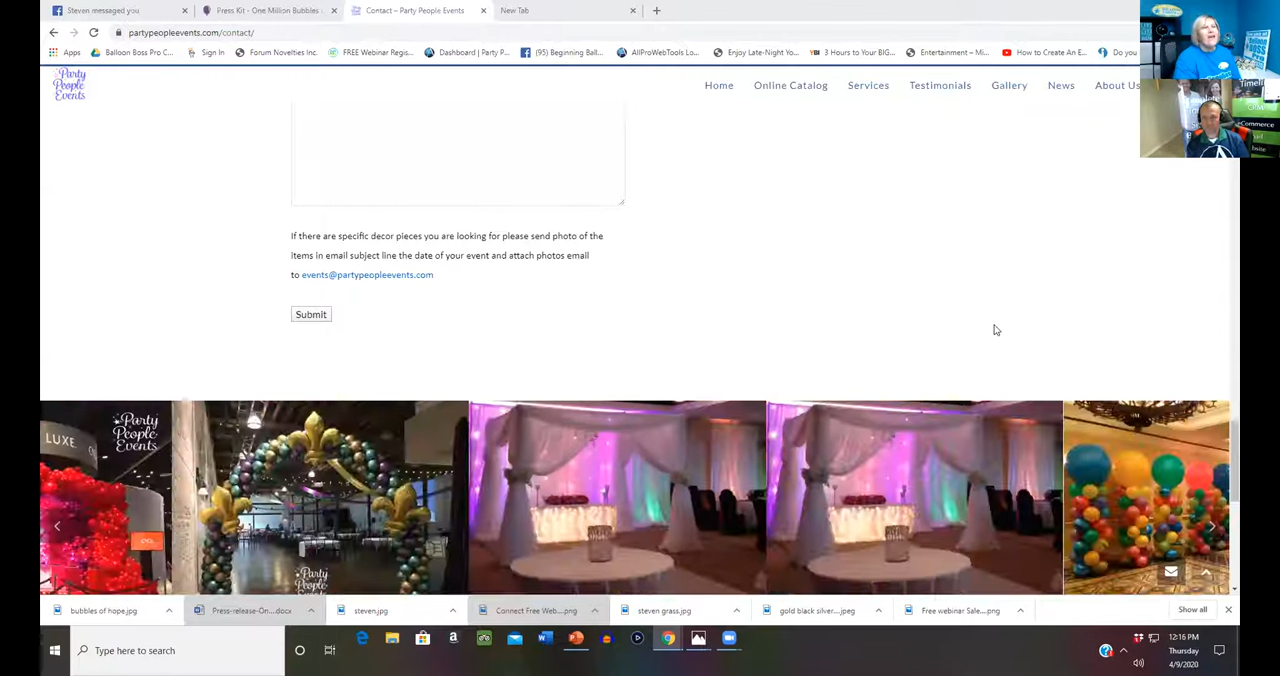 Steven messaged you
Press Kit - One Million Bubbles
Contact – Party People Events
New Tab
partypeopleevents.com/contact/
Apps
Balloon Boss Pro C...
Sign In
Forum Novelties Inc.
FREE Webinar Regis...
Dashboard | Party P...
(95) Beginning Ball...
AllProWebTools Lo...
Enjoy Late-Night Yo...
3 Hours to Your BIG...
Entertainment – Mi...
How to Create An E...
Do you
Party
People
Events
Home
Online Catalog
Services
Testimonials
Gallery
News
About Us
If there are specific decor pieces you are looking for please send photo of the
items in email subject line the date of your event and attach photos email
to events@partypeopleevents.com
Submit
LUXE
Party
People
Events
Party
People
bubbles of hope.jpg
Press-release-On....docx
steven.jpg
Connect Free Web....png
steven grass.jpg
gold black silver....jpeg
Free webinar Sale....png
Show all
Type here to search
12:16 PM
Thursday
4/9/2020